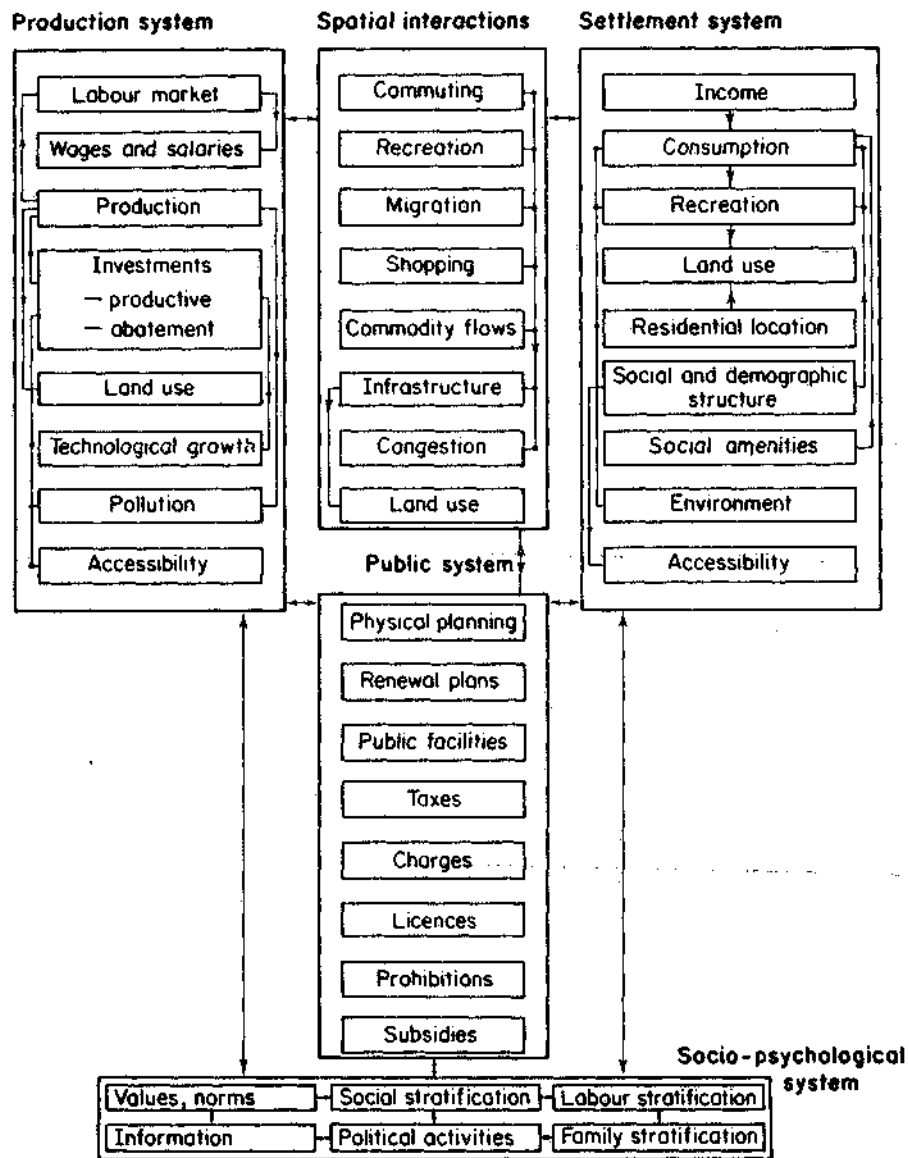 Production system
Labour market
Wages and salaries
Production
Investments
– productive
– abatement
Land use
Technological growth
Pollution
Accessibility
Spatial interactions
Commuting
Recreation
Migration
Shopping
Commodity flows
Infrastructure
Congestion
Land use
Settlement system
Income
Consumption
Recreation
Land use
Residential location
Social and demographic
structure
Social amenities
Environment
Accessibility
Public system
Physical planning
Renewal plans
Public facilities
Taxes
Charges
Licences
Prohibitions
Subsidies
Socio-psychological
system
Values, norms
Social stratification
Labour stratification
Information
Political activities
Family stratification